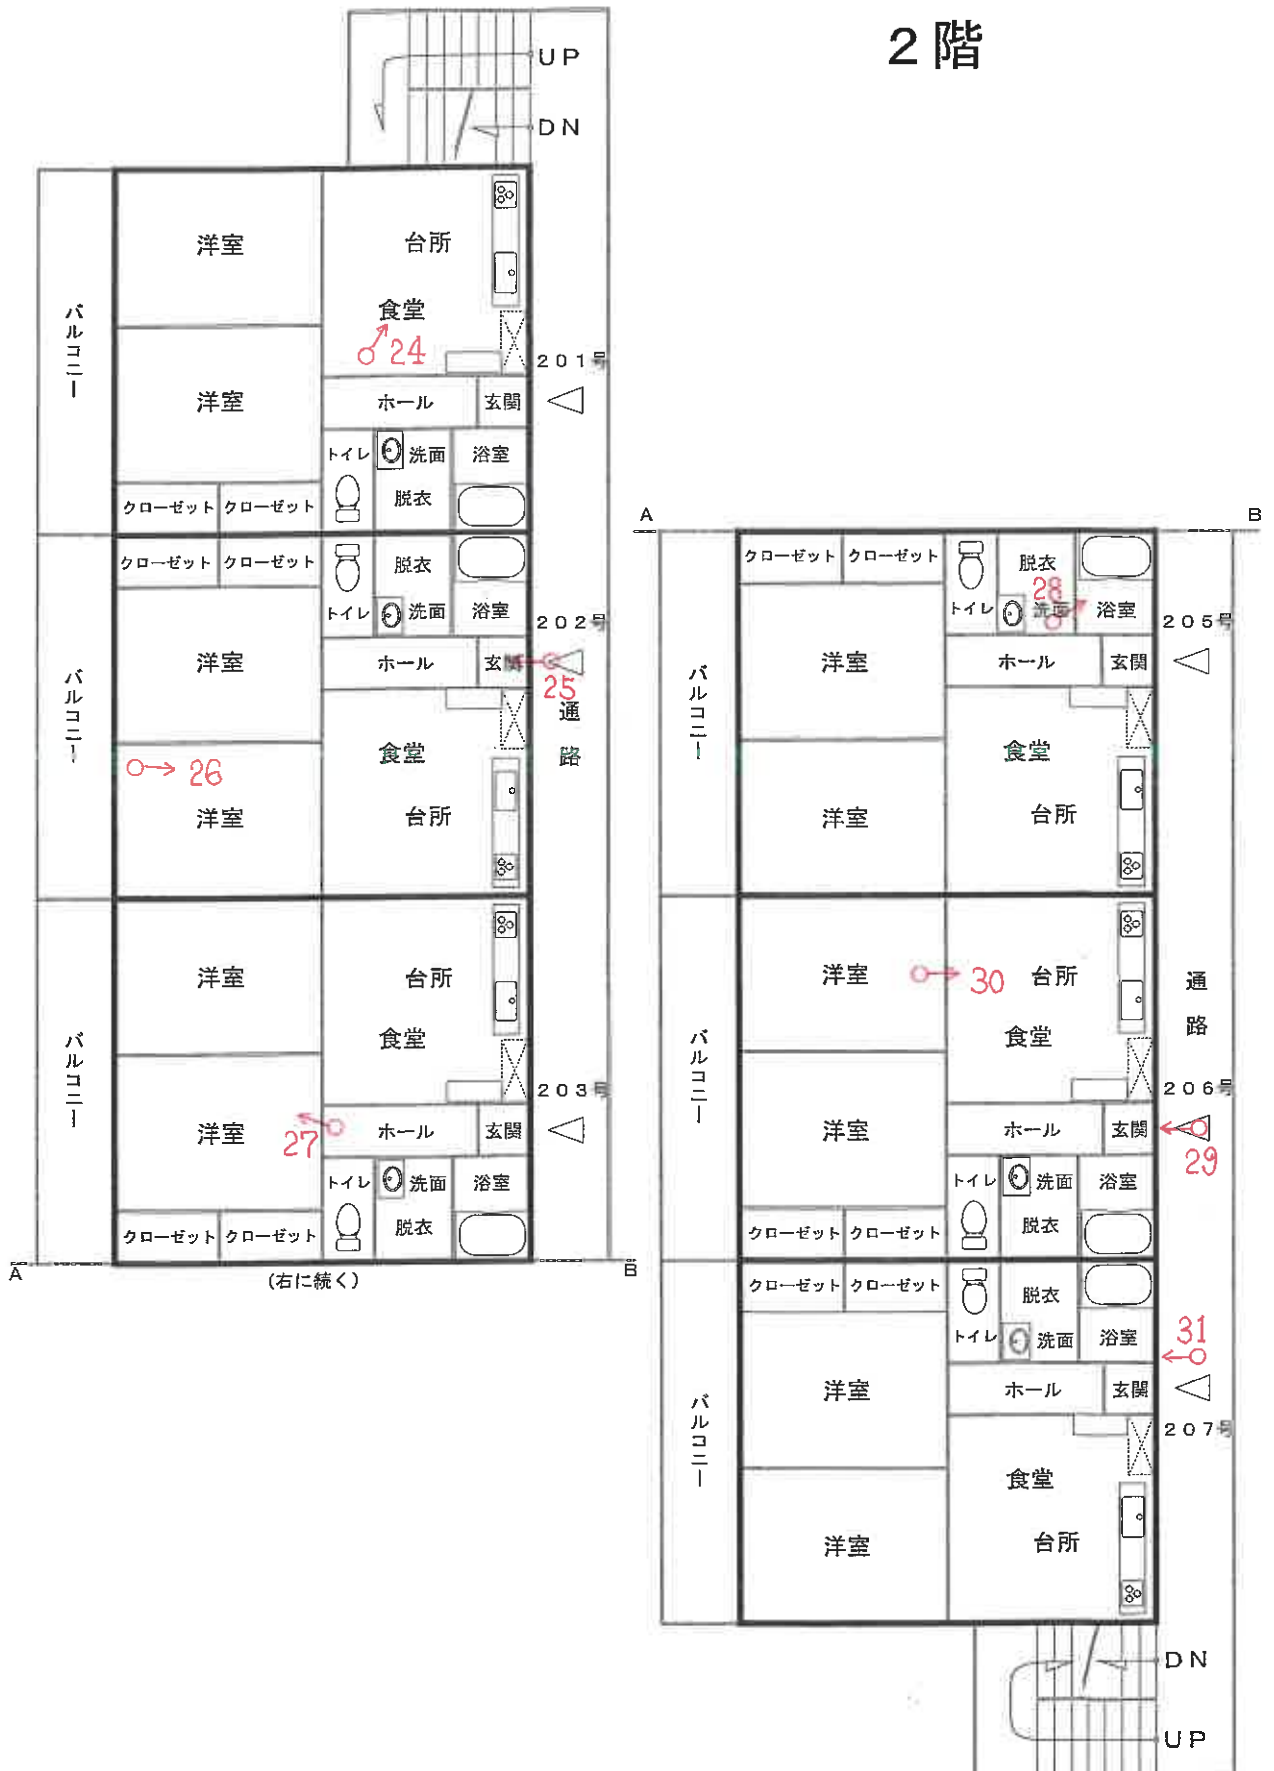 2階
UP
DN
洋室
台所
食堂
24
バルコニー
201号
洋室
ホール
玄関
トイレ
洗面
浴室
脱衣
クローゼット
クローゼット
クローゼット
クローゼット
脱衣
トイレ
洗面
浴室
202号
洋室
ホール
玄関
25
通路
バルコニー
食堂
26
洋室
台所
洋室
台所
食堂
バルコニー
203号
洋室
27
ホール
玄関
トイレ
洗面
浴室
クローゼット
クローゼット
脱衣
A
B
(右に続く)
A
B
クローゼット
クローゼット
脱衣
28
トイレ
洗面
浴室
205号
洋室
ホール
玄関
バルコニー
食堂
洋室
台所
洋室
30
台所
通路
食堂
バルコニー
206号
洋室
ホール
玄関
29
トイレ
洗面
浴室
クローゼット
クローゼット
脱衣
クローゼット
クローゼット
脱衣
トイレ
洗面
浴室
31
洋室
ホール
玄関
バルコニー
207号
食堂
洋室
台所
DN
UP